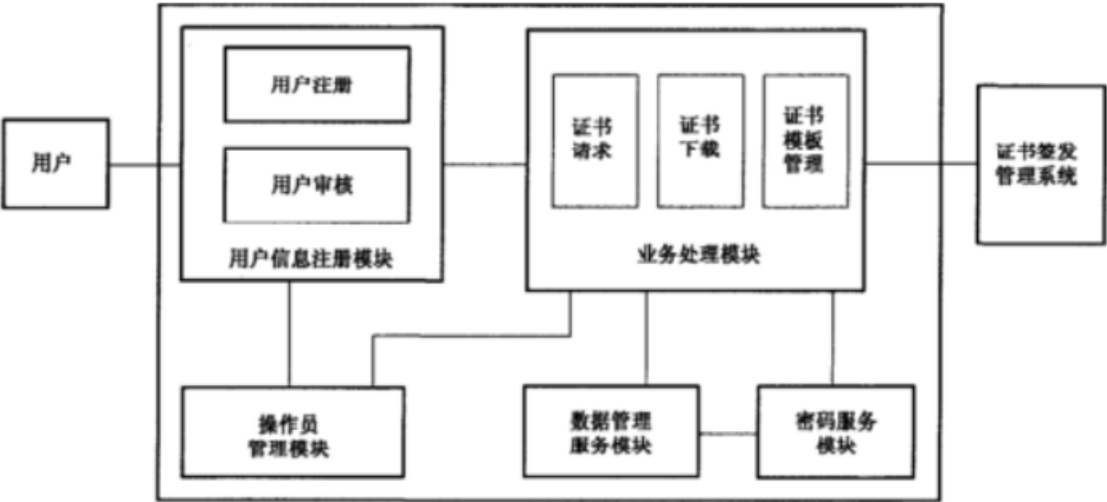 用户
用户注册
用户审核
用户信息注册模块
证书
请求
证书
下载
证书
模板
管理
业务处理模块
证书签发
管理系统
操作员
管理模块
数据管理
服务模块
密码服务
模块